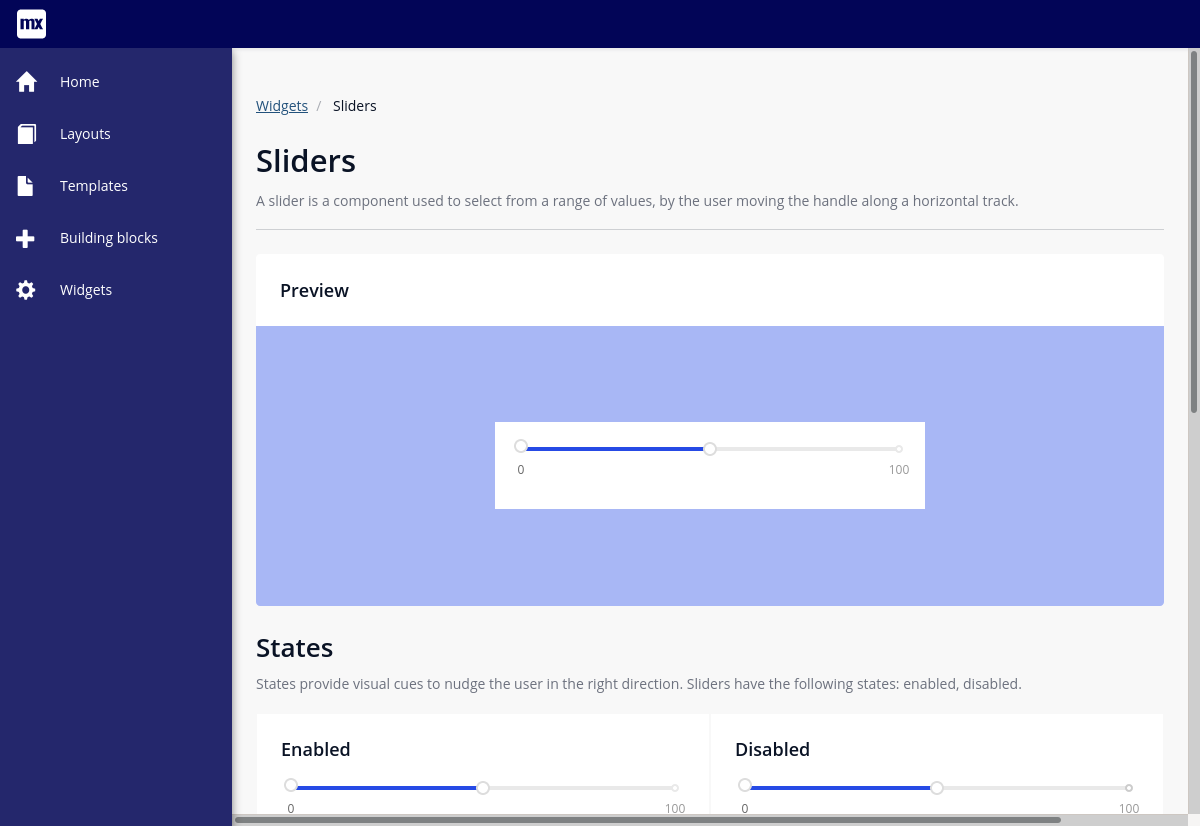 mx
Home
Layouts
Templates
Building blocks
Widgets
Widgets / Sliders
Sliders
A slider is a component used to select from a range of values, by the user moving the handle along a horizontal track.
Preview
0 100
States
States provide visual cues to nudge the user in the right direction. Sliders have the following states: enabled, disabled.
Enabled
0 100
Disabled
0 100